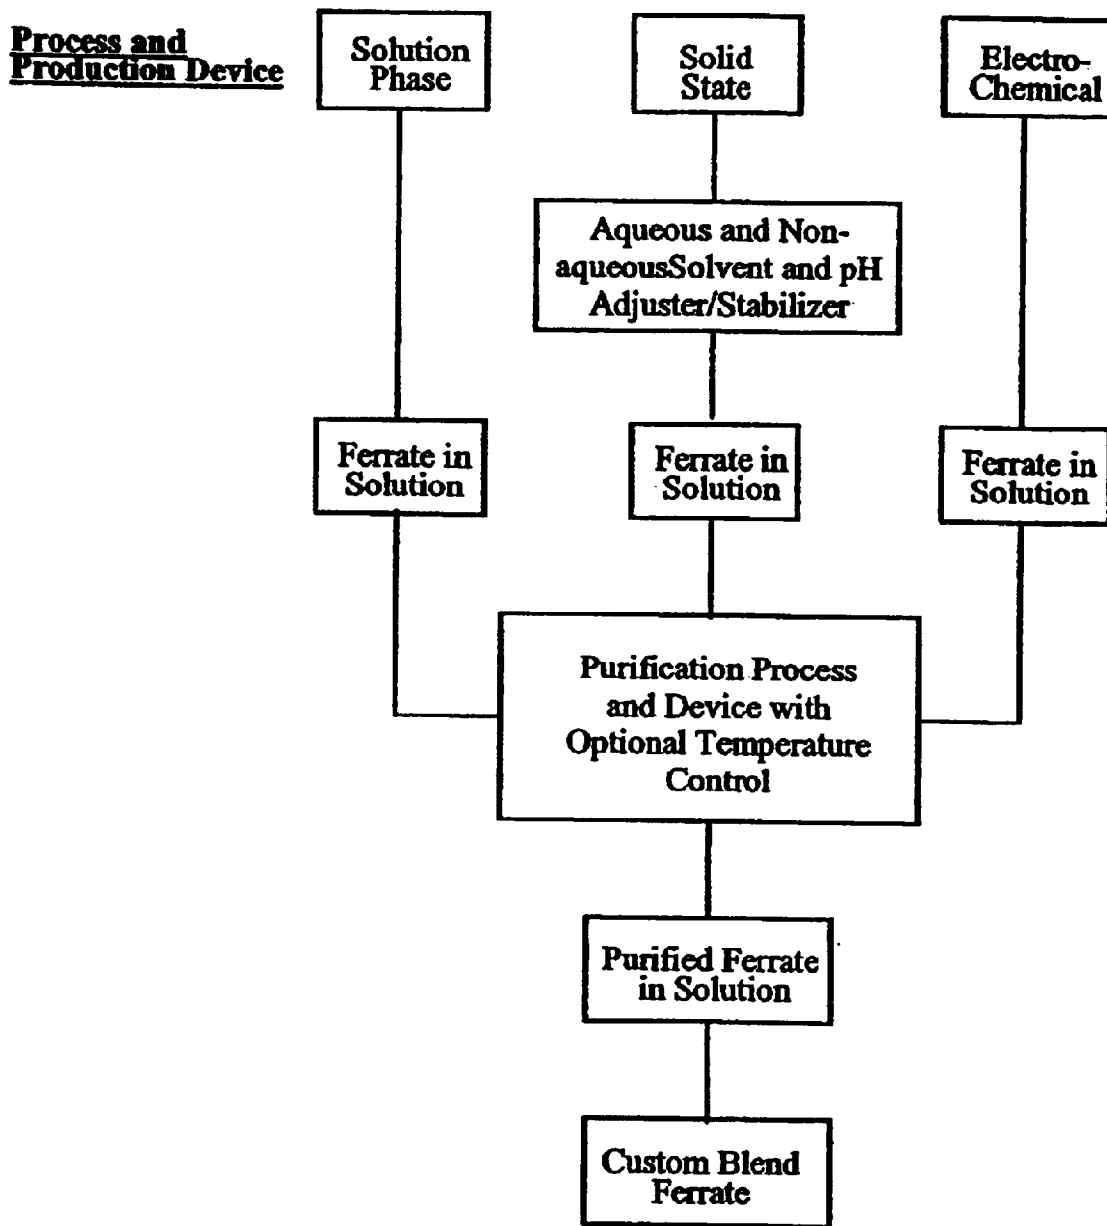 Process and
Production Device
Solution
Phase
Solid
State
Electro-
Chemical
Aqueous and Non-
aqueousSolvent and pH
Adjuster/Stabilizer
Ferrate in
Solution
Ferrate in
Solution
Ferrate in
Solution
Purification Process
and Device with
Optional Temperature
Control
Purified Ferrate
in Solution
Custom Blend
Ferrate